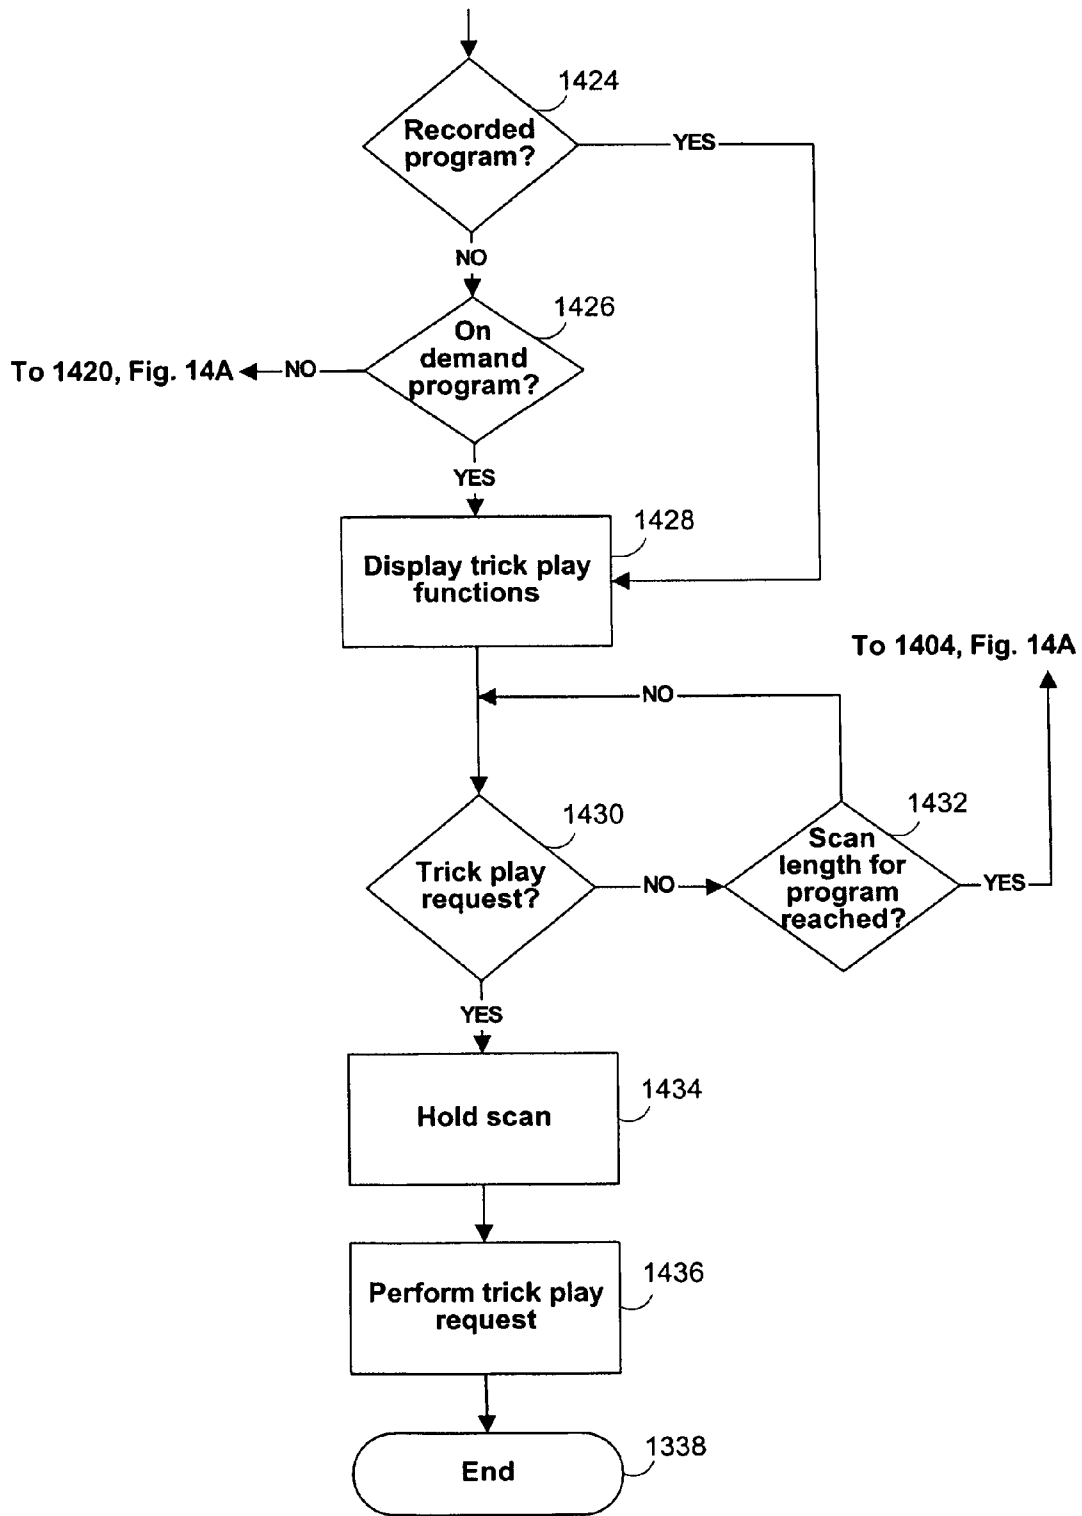 1424
Recorded
program?
YES
NO
1426
On
demand
program?
To 1420, Fig. 14A
NO
YES
1428
Display trick play
functions
To 1404, Fig. 14A
NO
1430
Trick play
request?
NO
1432
Scan
length for
program
reached?
YES
YES
Hold scan
1434
Perform trick play
request
1436
End
1338